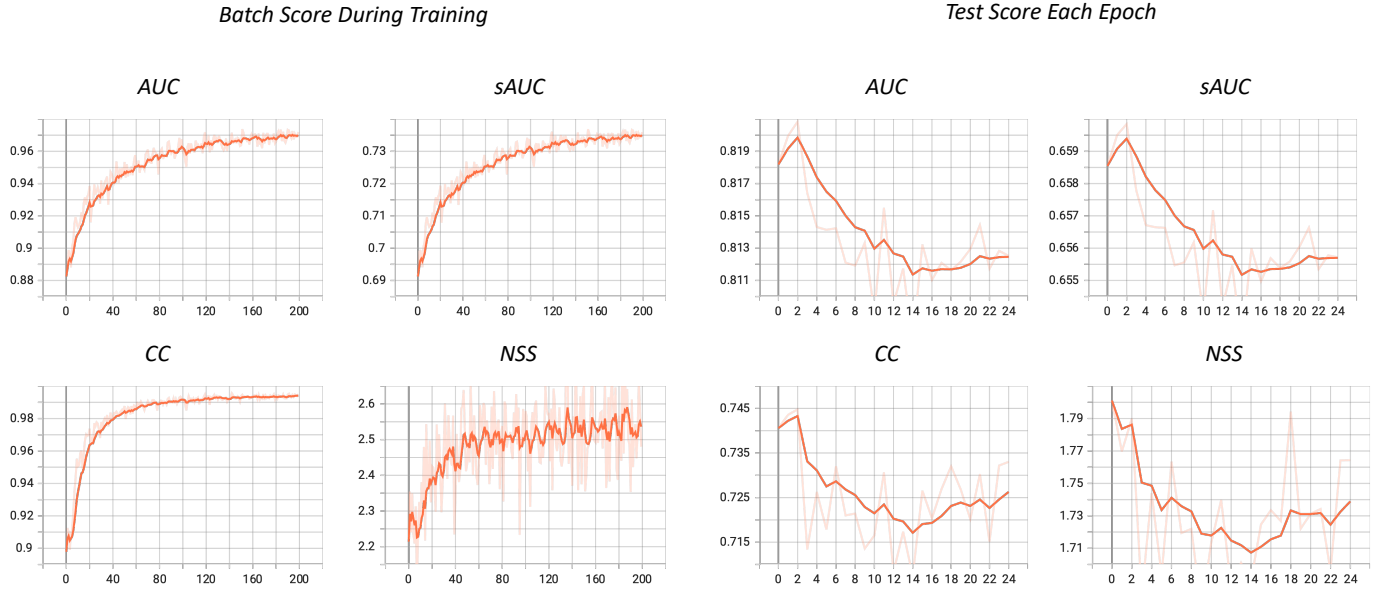 Batch Score During Training
Test Score Each Epoch
AUC
sAUC
AUC
sAUC
0.96
0.94
0.92
0.9
0.88
0 40 80 120 160 200
0.73
0.72
0.71
0.7
0.69
0 40 80 120 160 200
0.819
0.817
0.815
0.813
0.811
0 2 4 6 8 10 12 14 16 18 20 22 24
0.659
0.658
0.657
0.656
0.655
0 2 4 6 8 10 12 14 16 18 20 22 24
CC
NSS
CC
NSS
0.98
0.96
0.94
0.92
0.9
0 40 80 120 160 200
2.6
2.5
2.4
2.3
2.2
0 40 80 120 160 200
0.745
0.735
0.725
0.715
0 2 4 6 8 10 12 14 16 18 20 22 24
1.79
1.77
1.75
1.73
1.71
0 2 4 6 8 10 12 14 16 18 20 22 24